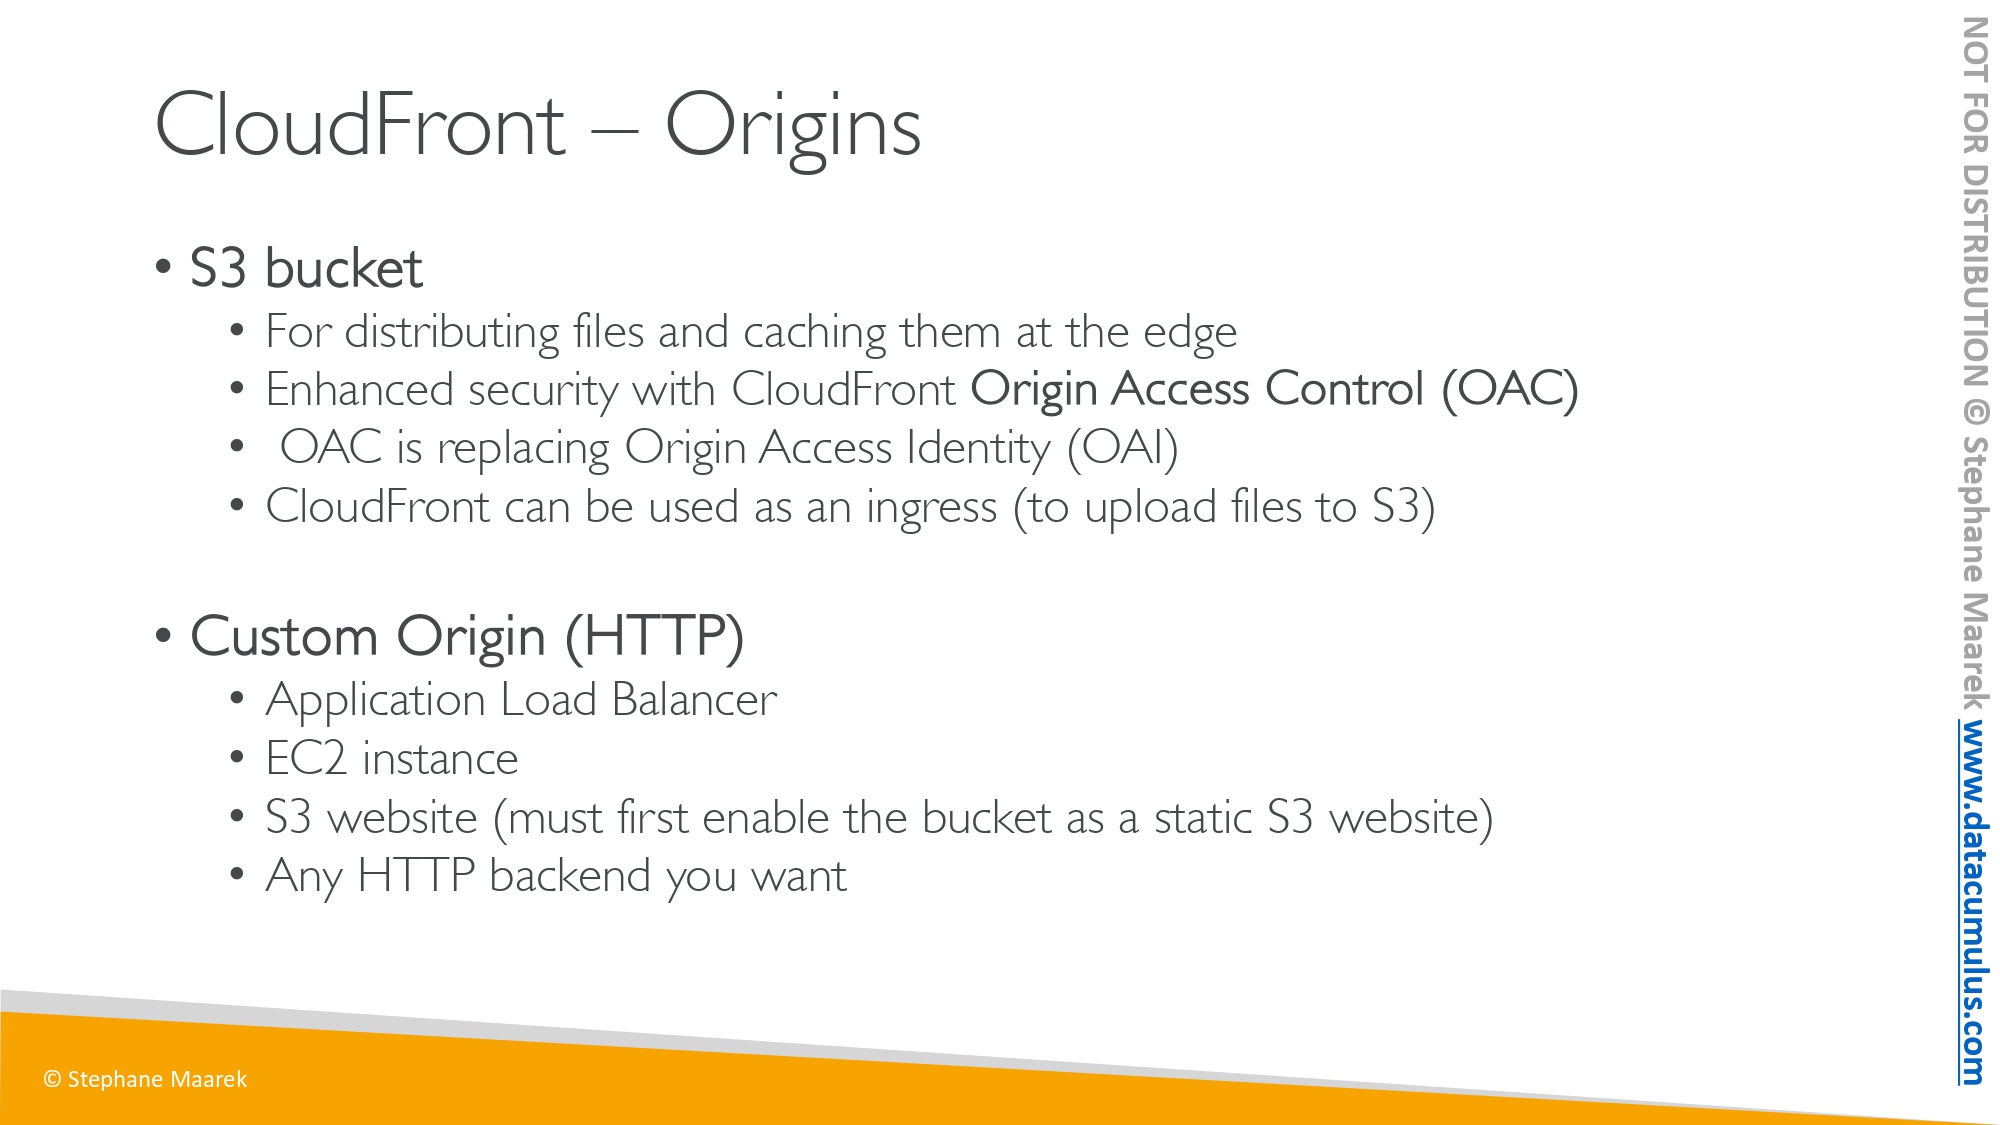 CloudFront – Origins
• S3 bucket
• For distributing files and caching them at the edge
• Enhanced security with CloudFront Origin Access Control (OAC)
• OAC is replacing Origin Access Identity (OAI)
• CloudFront can be used as an ingress (to upload files to S3)
• Custom Origin (HTTP)
• Application Load Balancer
• EC2 instance
• S3 website (must first enable the bucket as a static S3 website)
• Any HTTP backend you want
© Stephane Maarek
NOT FOR DISTRIBUTION © Stephane Maarek www.datacumulus.com